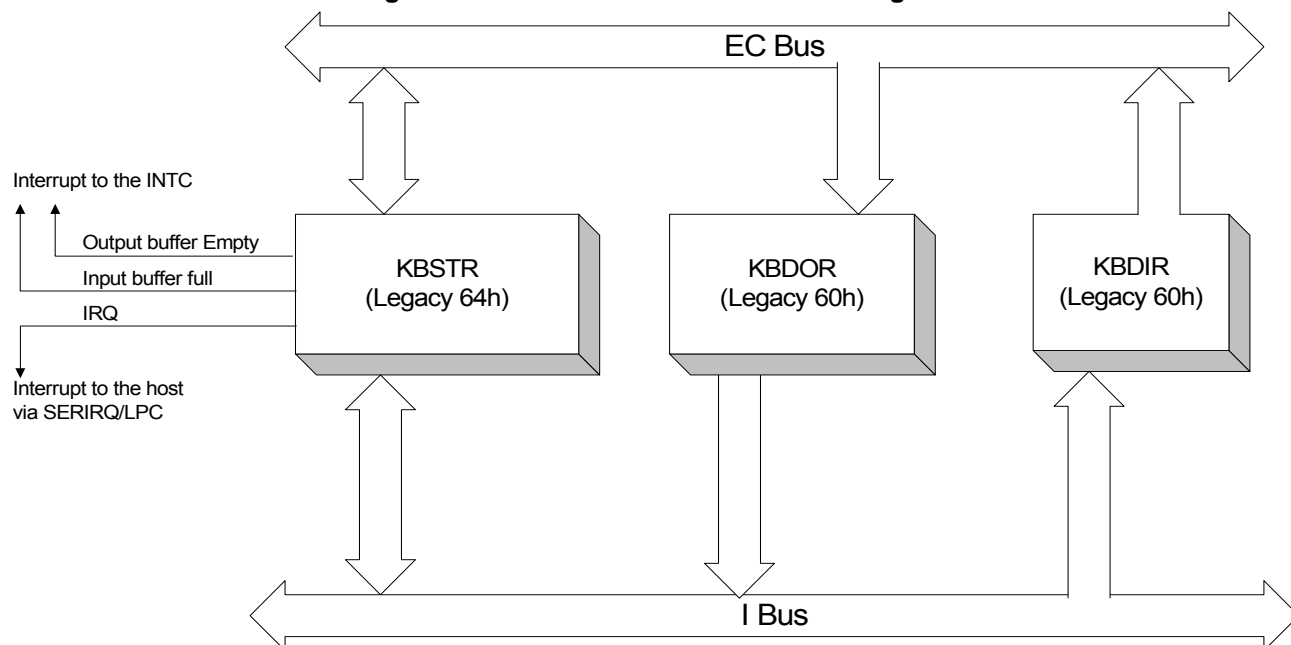 EC Bus
Interrupt to the INTC
Output buffer Empty
Input buffer full
IRQ
Interrupt to the host
via SERIRQ/LPC
KBSTR
(Legacy 64h)
KBDOR
(Legacy 60h)
KBDIR
(Legacy 60h)
I Bus